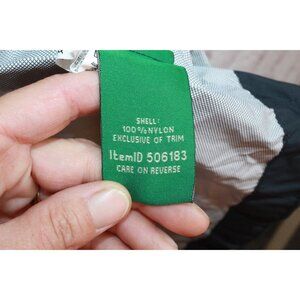 SHELL:
100% NYLON
EXCLUSIVE OF TRIM
ItemID 506183
CARE ON REVERSE